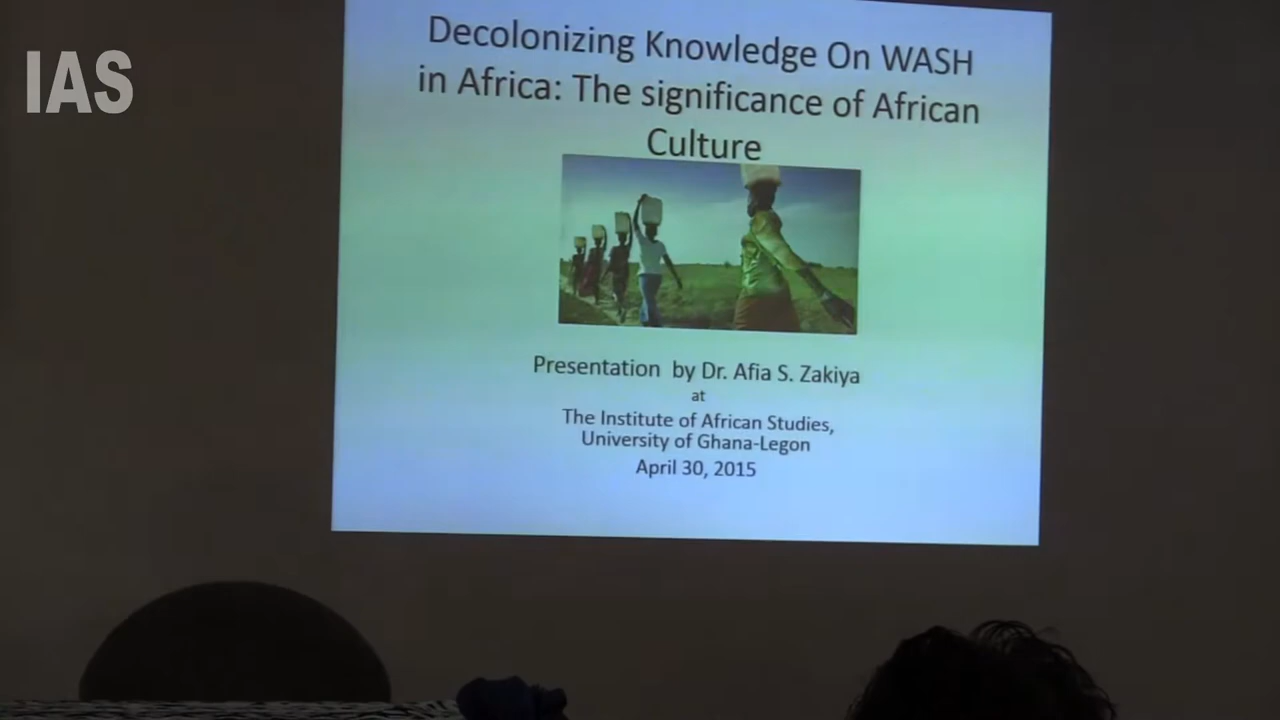 IAS
Decolonizing Knowledge On WASH
in Africa: The significance of African
Culture
Presentation by Dr. Afia S. Zakiya
at
The Institute of African Studies,
University of Ghana-Legon
April 30, 2015